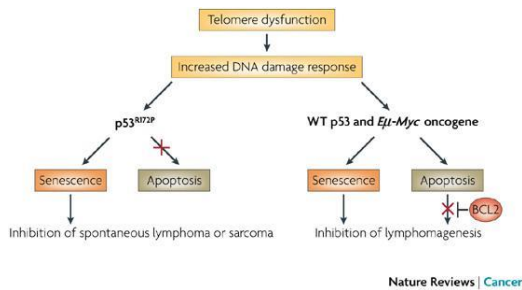 Telomere dysfunction
Increased DNA damage response
p53ᴿ¹⁷²ᴾ
WT p53 and Eμ-Myc oncogene
Senescence
Apoptosis
Senescence
Apoptosis
BCL2
Inhibition of spontaneous lymphoma or sarcoma
Inhibition of lymphomagenesis
Nature Reviews | Cancer